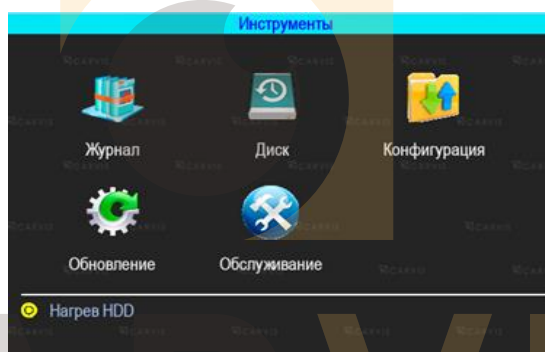 Инструменты
Журнал Диск Конфигурация
Обновление Обслуживание
Нагрев HDD